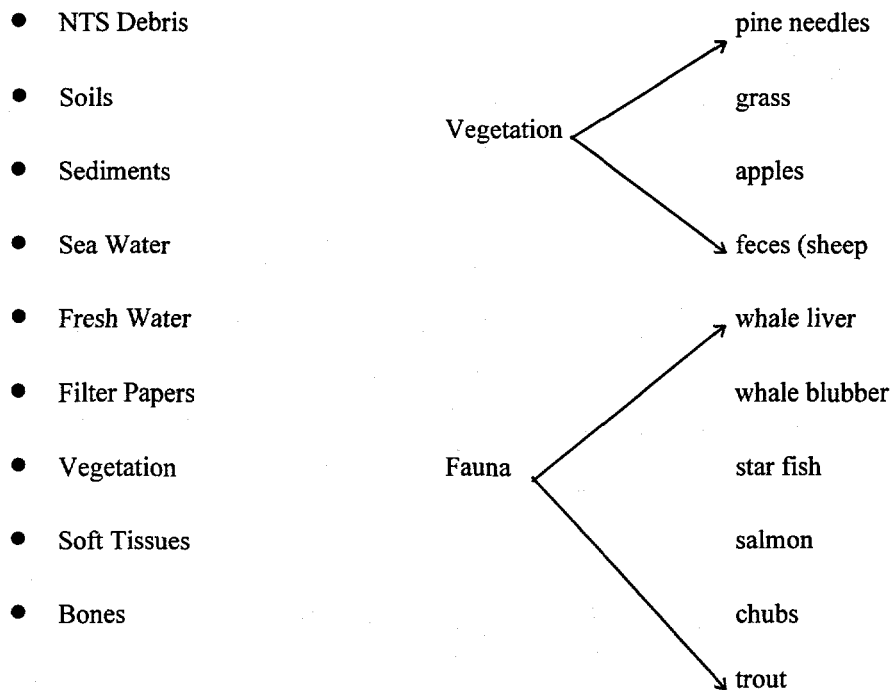 ● NTS Debris
● Soils
● Sediments
● Sea Water
● Fresh Water
● Filter Papers
● Vegetation
● Soft Tissues
● Bones
Vegetation
pine needles
grass
apples
feces (sheep
Fauna
whale liver
whale blubber
star fish
salmon
chubs
trout